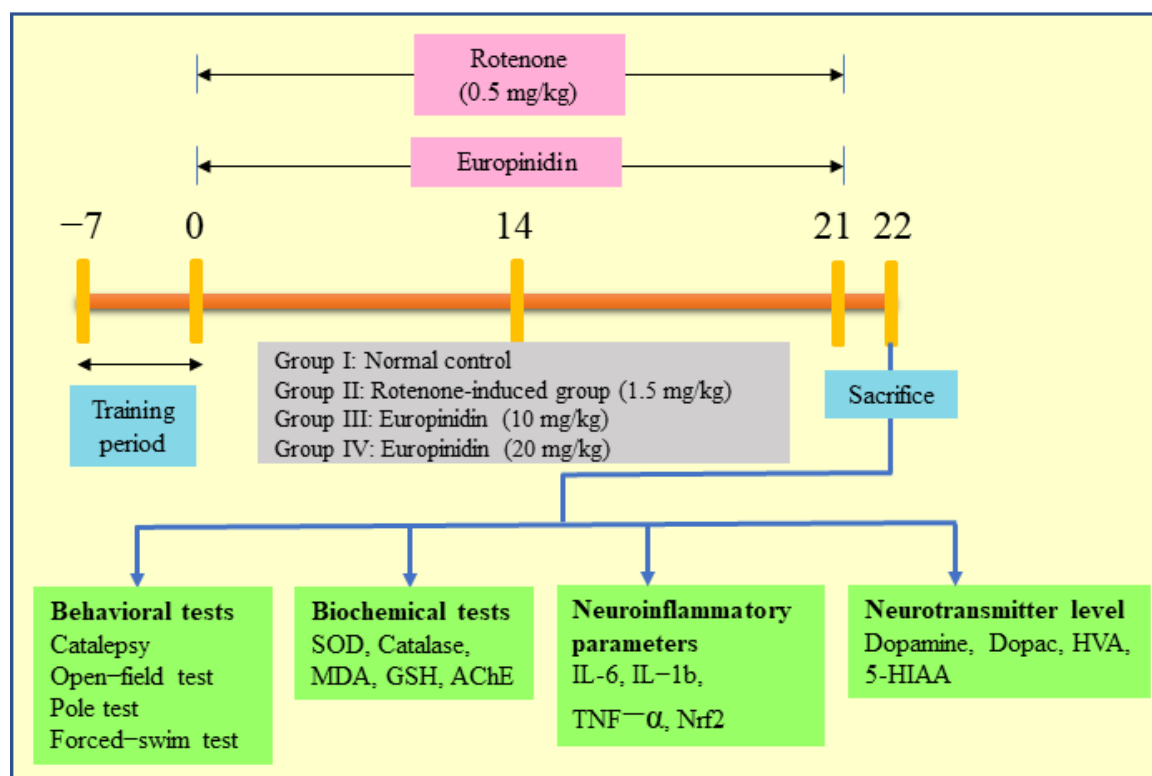 Rotenone
(0.5 mg/kg)
Europinidin
−7 0 14 21 22
Group I: Normal control
Group II: Rotenone-induced group (1.5 mg/kg)
Group III: Europinidin (10 mg/kg)
Group IV: Europinidin (20 mg/kg)
Training
period
Sacrifice
Behavioral tests
Catalepsy
Open−field test
Pole test
Forced−swim test
Biochemical tests
SOD, Catalase,
MDA, GSH, AChE
Neuroinflammatory
parameters
IL-6, IL−1b,
TNF−α, Nrf2
Neurotransmitter level
Dopamine, Dopac, HVA,
5-HIAA